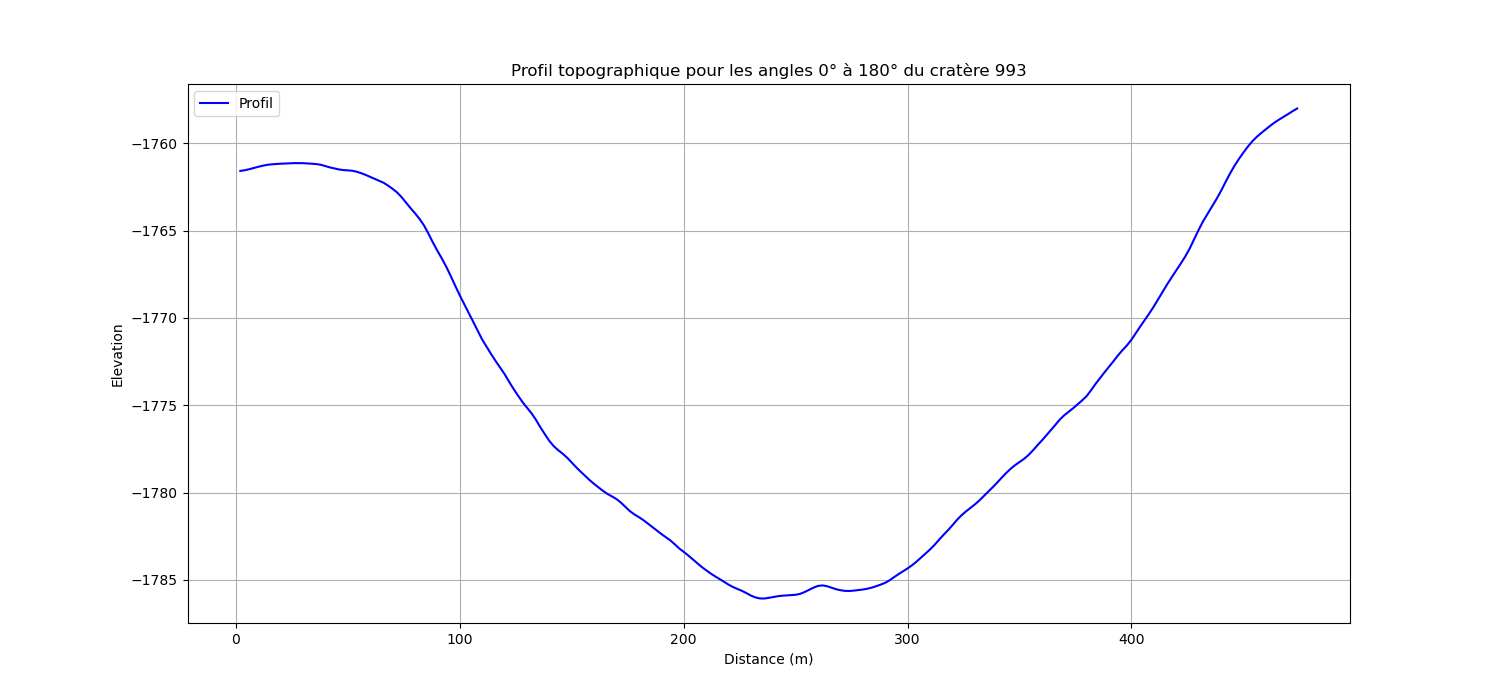 Profil topographique pour les angles 0° à 180° du cratère 993
Profil
Elevation
−1760
−1765
−1770
−1775
−1780
−1785
0
100
200
300
400
Distance (m)